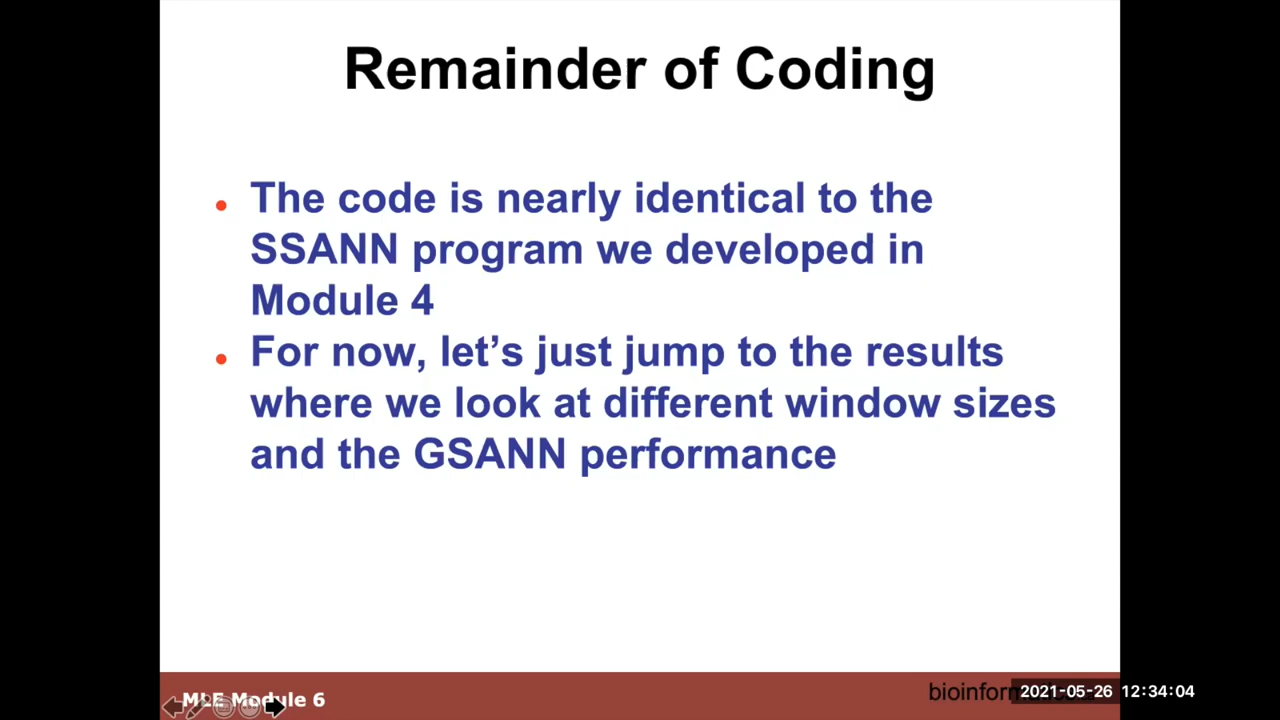 Remainder of Coding
• The code is nearly identical to the
SSANN program we developed in
Module 4
• For now, let’s just jump to the results
where we look at different window sizes
and the GSANN performance
MLE Module 6
2021-05-26 12:34:04